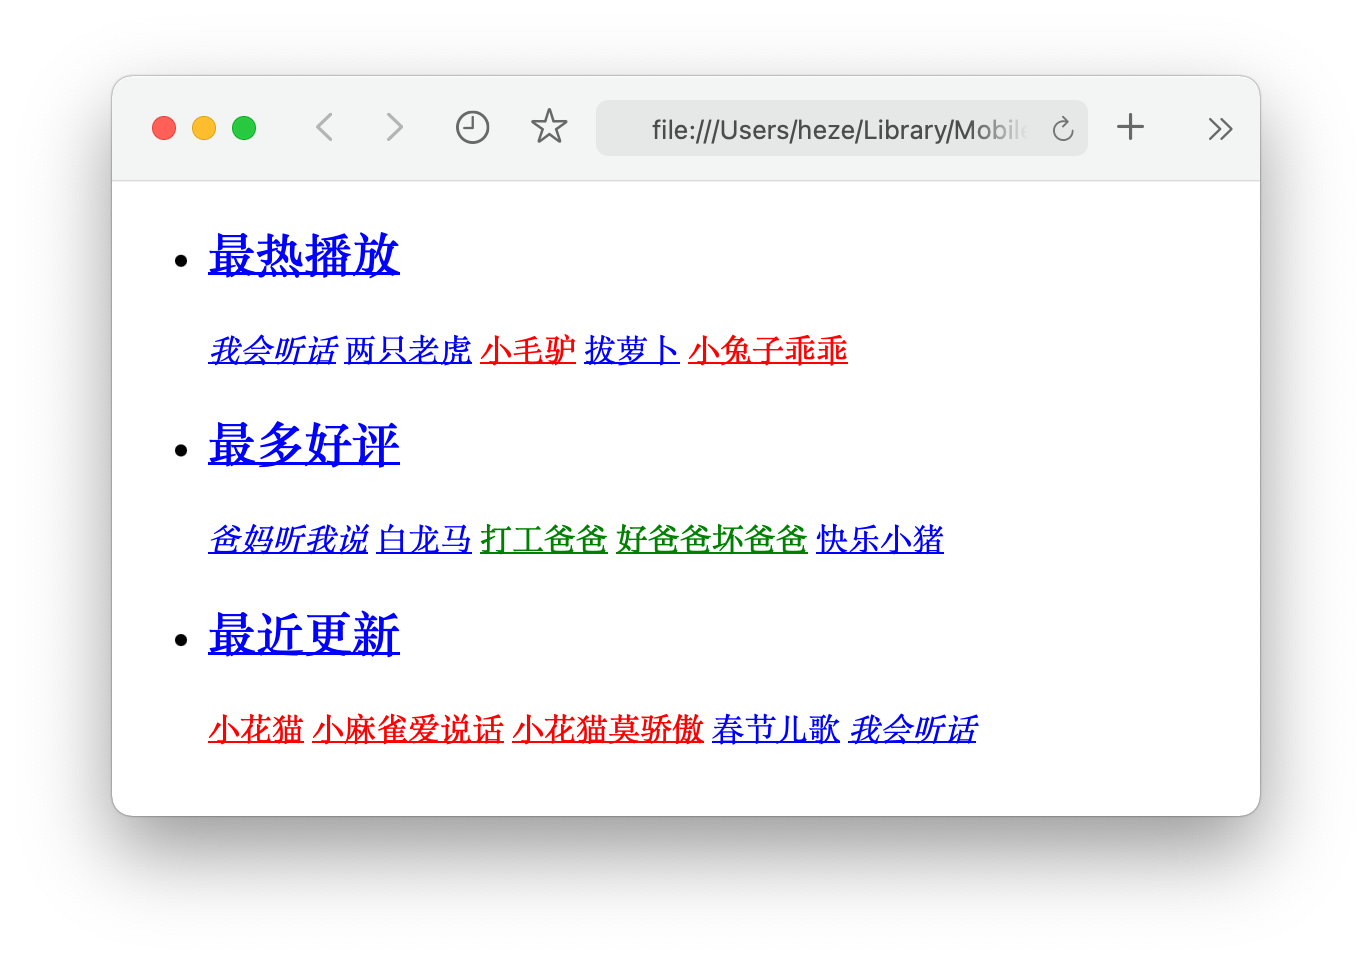 file:///Users/heze/Library/Mobile
最热播放
我会听话 两只老虎 小毛驴 拔萝卜 小兔子乖乖
最多好评
爸妈听我说 白龙马 打工爸爸 好爸爸坏爸爸 快乐小猪
最近更新
小花猫 小麻雀爱说话 小花猫莫骄傲 春节儿歌 我会听话